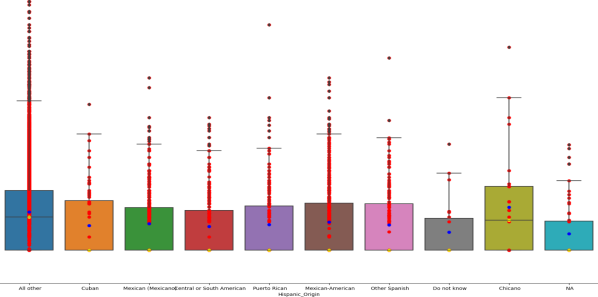 All other Cuban Mexican (Mexicano) Central or South American Puerto Rican Mexican-American Other Spanish Do not know Chicano NA
Hispanic_Origin